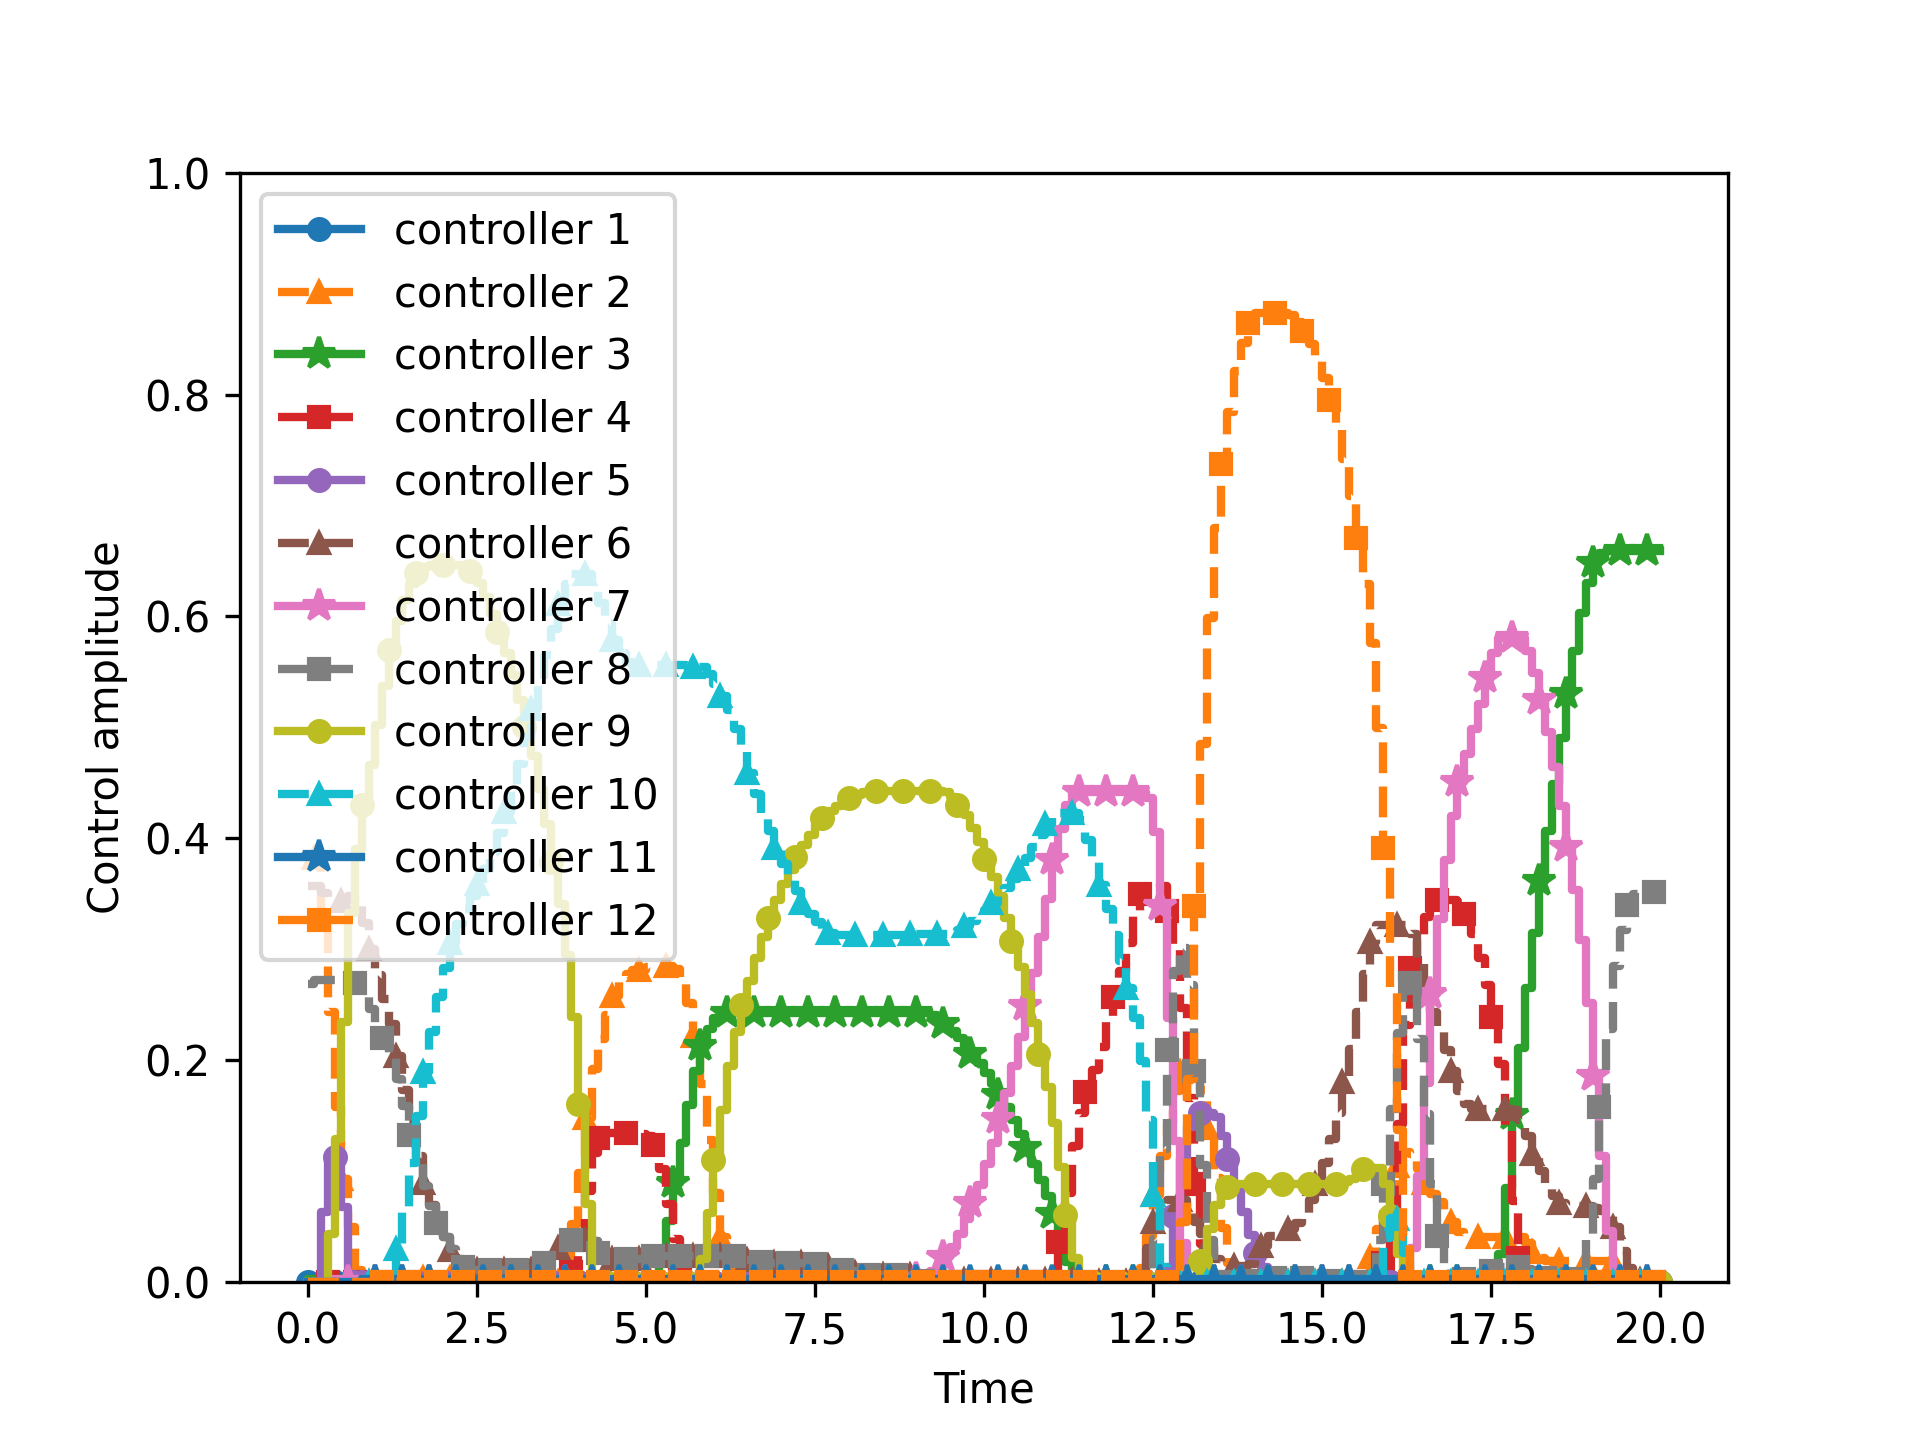 1.0
0.8
0.6
0.4
0.2
0.0
Control amplitude
controller 1
controller 2
controller 3
controller 4
controller 5
controller 6
controller 7
controller 8
controller 9
controller 10
controller 11
controller 12
0.0 2.5 5.0 7.5 10.0 12.5 15.0 17.5 20.0
Time